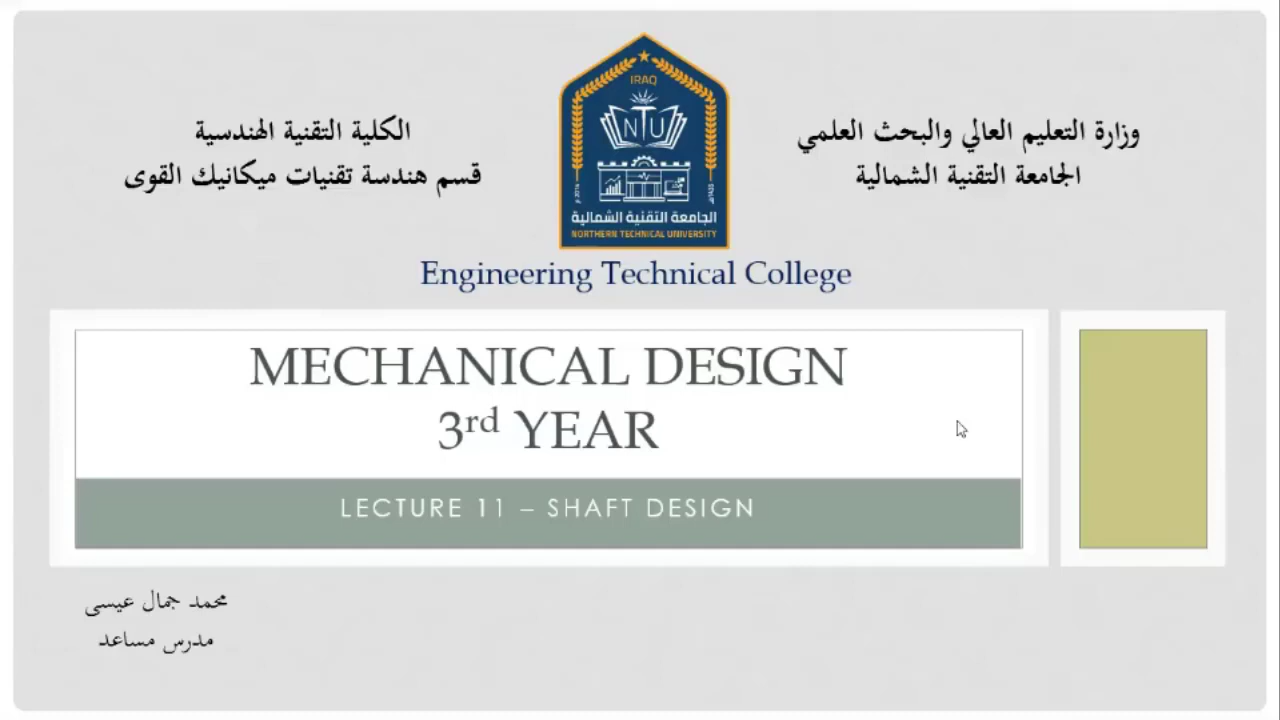 وزارة التعليم العالي والبحث العلمي
الجامعة التقنية الشمالية
الكلية التقنية الهندسية
قسم هندسة تقنيات ميكانيك القوى
IRAQ
NTU
الجامعة التقنية الشمالية
NORTHERN TECHNICAL UNIVERSITY
Engineering Technical College
MECHANICAL DESIGN
3rd YEAR
LECTURE 11 – SHAFT DESIGN
محمد جمال عيسى
مدرس مساعد